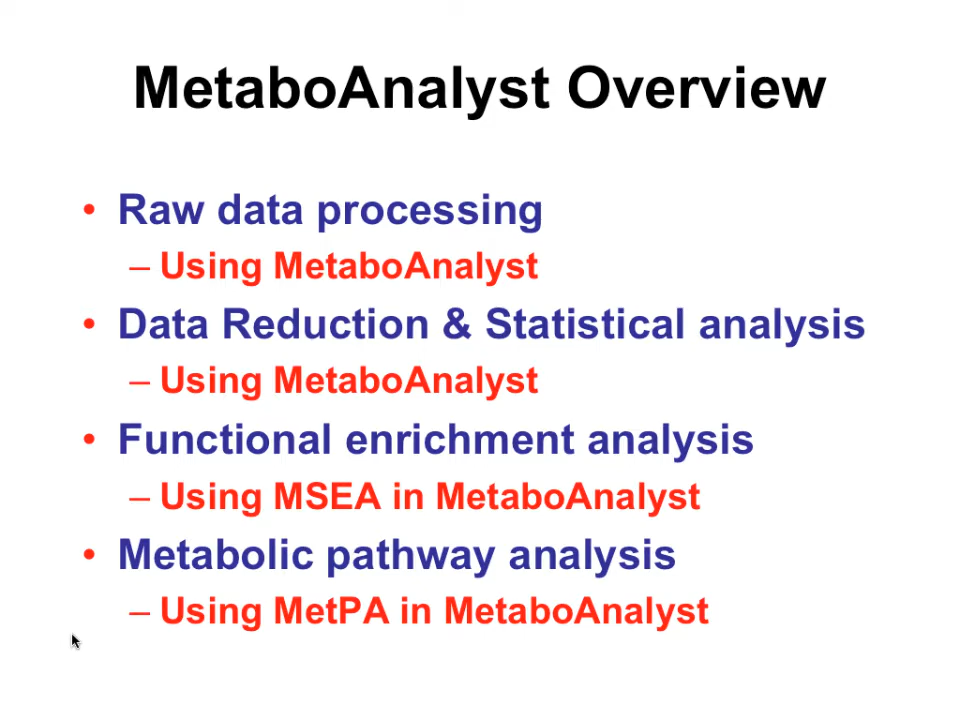 MetaboAnalyst Overview
• Raw data processing
– Using MetaboAnalyst
• Data Reduction & Statistical analysis
– Using MetaboAnalyst
• Functional enrichment analysis
– Using MSEA in MetaboAnalyst
• Metabolic pathway analysis
– Using MetPA in MetaboAnalyst